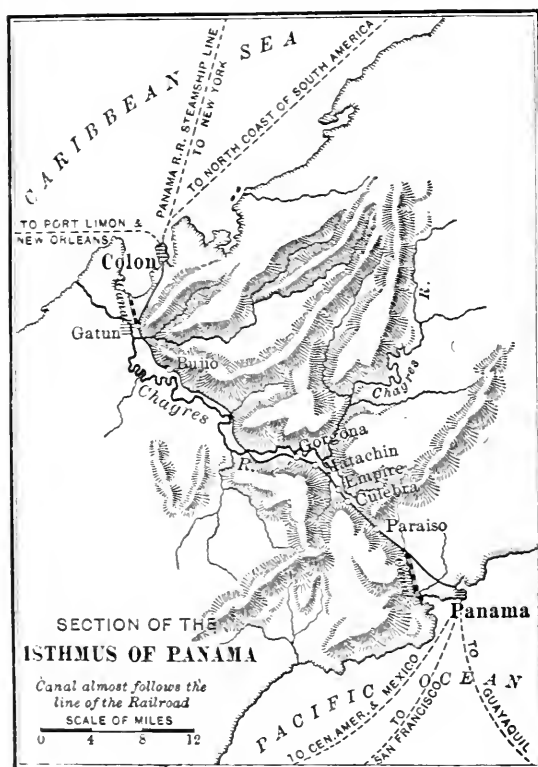 CARIBBEAN SEA
PANAMA R.R. STEAMSHIP LINE
TO NEW YORK
TO NORTH COAST OF SOUTH AMERICA
TO PORT LIMON &
NEW ORLEANS
Colon
Canal
Gatun
Bujio
Chagres
R.
R.
Chagres
Gorgona
Matachin
Empire
Culebra
Paraiso
Canal
Panama
SECTION OF THE
ISTHMUS OF PANAMA
Canal almost follows the
line of the Railroad
SCALE OF MILES
0 4 8 12
PACIFIC OCEAN
TO CEN. AMER. & MEXICO
TO
SAN FRANCISCO
TO
GUAYAQUIL